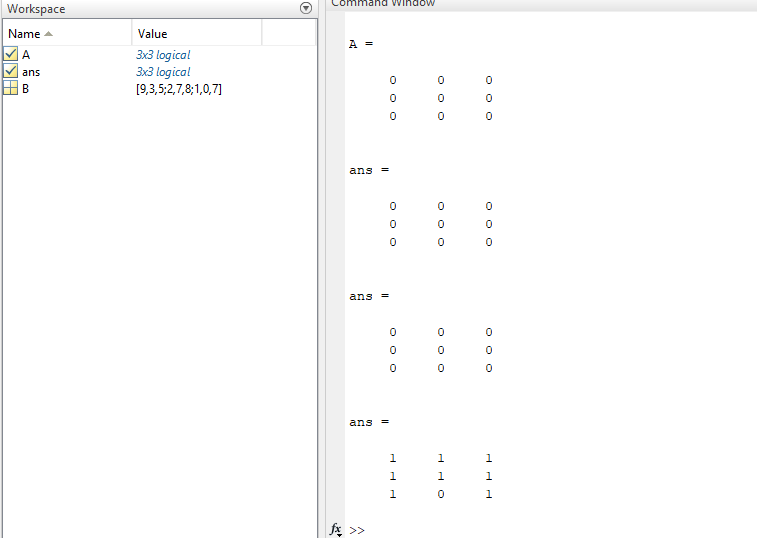 Workspace
Name Value
A 3x3 logical
ans 3x3 logical
B [9,3,5;2,7,8;1,0,7]
Command Window
A =
0 0 0
0 0 0
0 0 0
ans =
0 0 0
0 0 0
0 0 0
ans =
0 0 0
0 0 0
0 0 0
ans =
1 1 1
1 1 1
1 0 1
fx >>